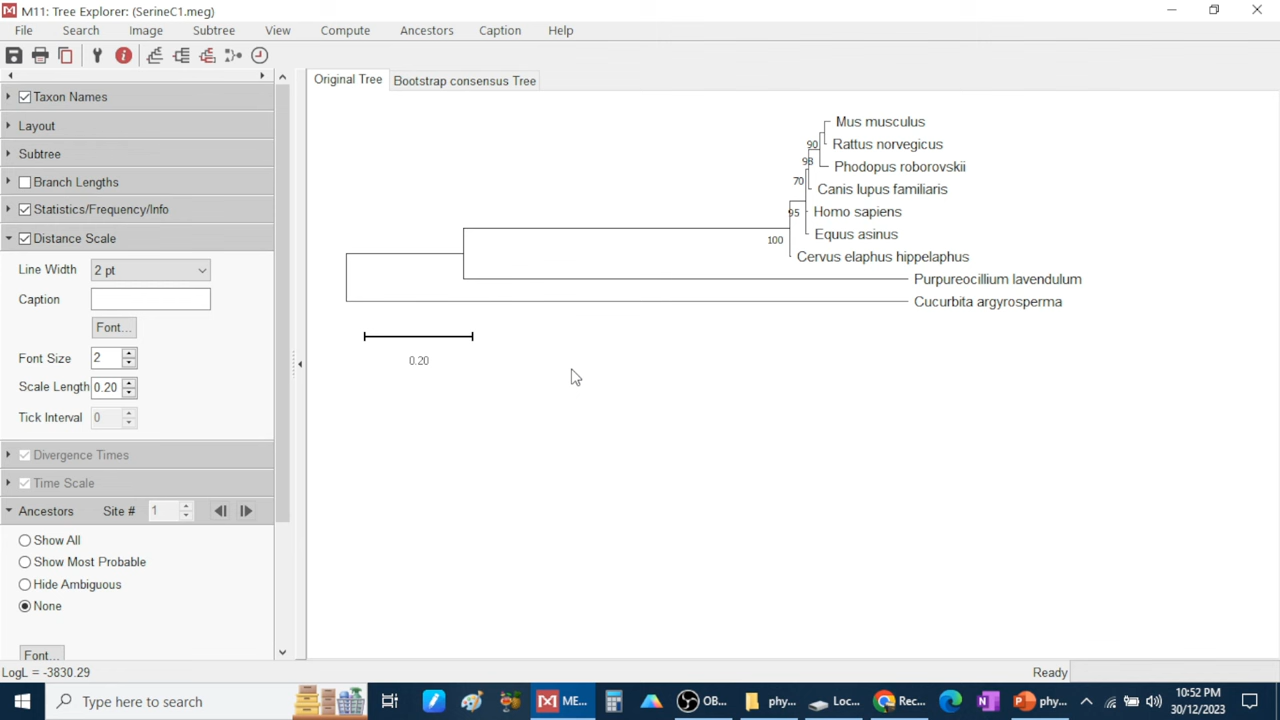 M11: Tree Explorer: (SerineC1.meg)
File Search Image Subtree View Compute Ancestors Caption Help
Original Tree Bootstrap consensus Tree
Taxon Names
Layout
Subtree
Branch Lengths
Statistics/Frequency/Info
Distance Scale
Line Width 2 pt
Caption
Font...
Font Size 2
Scale Length 0.20
Tick Interval 0
Divergence Times
Time Scale
Ancestors Site # 1
Show All
Show Most Probable
Hide Ambiguous
None
Font...
Mus musculus
90 Rattus norvegicus
98 Phodopus roborovskii
70 Canis lupus familiaris
95 Homo sapiens
100 Equus asinus
Cervus elaphus hippelaphus
Purpureocillium lavendulum
Cucurbita argyrosperma
0.20
LogL = -3830.29 Ready
Type here to search ME... OB... phy... Loc... Rec... phy... 10:52 PM
30/12/2023